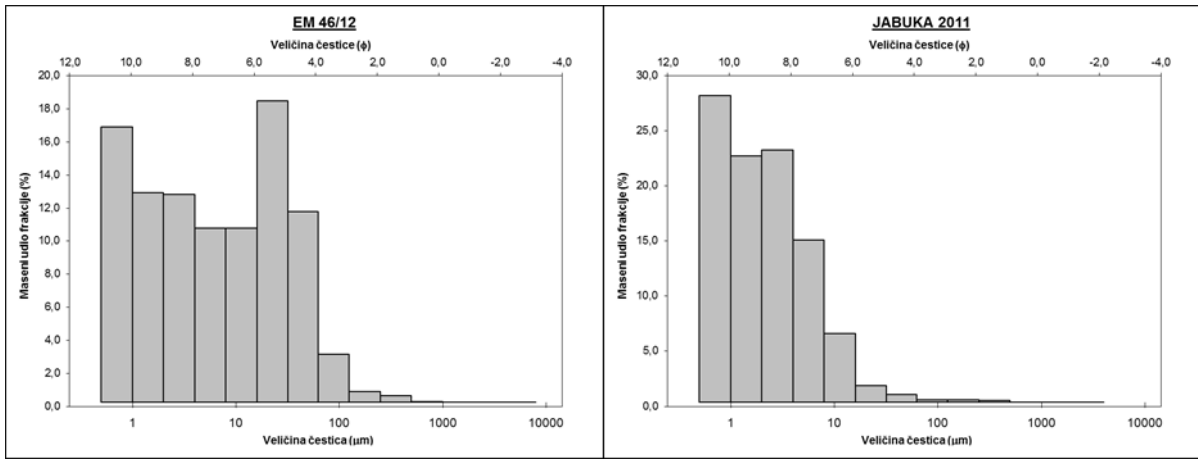 EM 46/12
Veličina čestice (ϕ)
12,0 10,0 8,0 6,0 4,0 2,0 0,0 -2,0 -4,0
20,0
18,0
16,0
14,0
12,0
10,0
8,0
6,0
4,0
2,0
0,0
Maseni udio frakcije (%)
1 10 100 1000 10000
Veličina čestica (µm)
JABUKA 2011
Veličina čestice (ϕ)
12,0 10,0 8,0 6,0 4,0 2,0 0,0 -2,0 -4,0
30,0
25,0
20,0
15,0
10,0
5,0
0,0
Maseni udio frakcije (%)
1 10 100 1000 10000
Veličina čestica (µm)